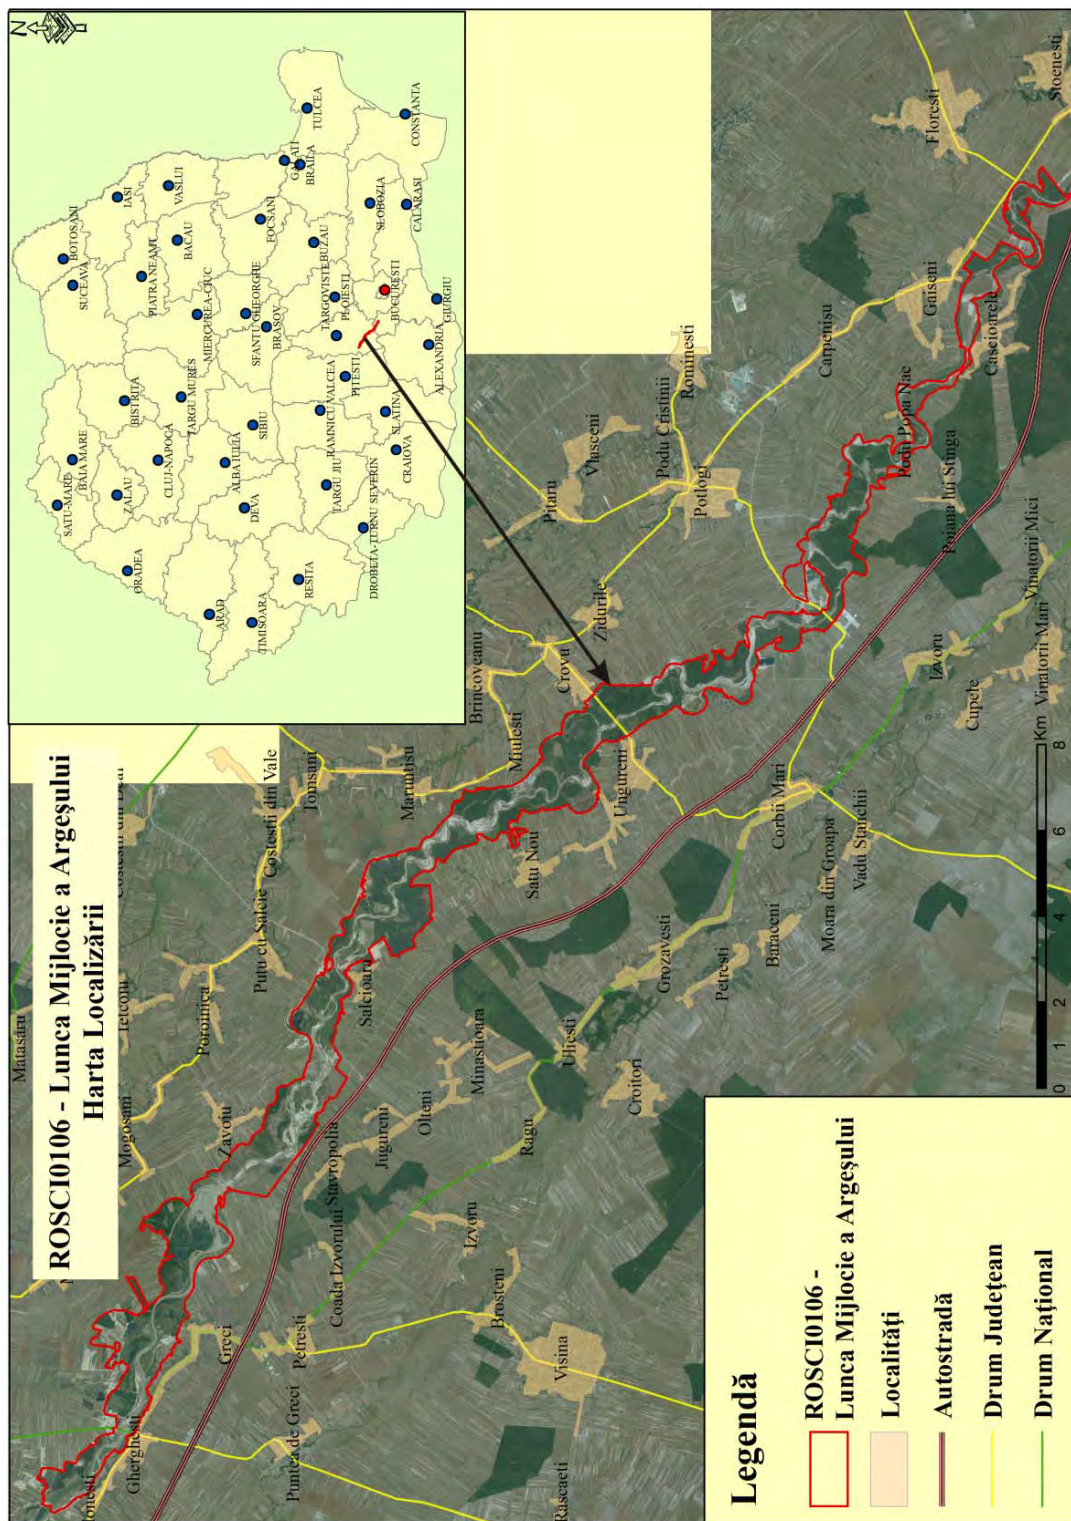 ROSCI0106 - Lunca Mijlocie a Argeşului
Harta Localizării
N
SATU-MARE
BAIA MARE
BOTOSANI
SUCEAVA
IASI
ZALAU
BISTRITA
ORADEA
CLUJ-NAPOCA
PIATRA NEAMT
VASLUI
BACAU
TARGU MURES
MIERCUREA-CIUC
ARAD
ALBA IULIA
TIMISOARA
DEVA
SIBIU
SFANTU GHEORGHE
BRASOV
FOCSANI
GALATI
BRAILA
TULCEA
RESITA
TARGU JIU
RAMNICU VALCEA
PITESTI
TARGOVISTE
PLOIESTI
BUZAU
DROBETA-TURNU SEVERIN
CRAIOVA
SLATINA
BUCURESTI
SLOBOZIA
CALARASI
CONSTANTA
ALEXANDRIA
GIURGIU
Matasaru
Mogosani
Poroinica
Putu cu Salcie
Costestii din Vale
Tomsani
Maruntisu
Zavoiu
Miulesti
Brincoveanu
Crovu
Zidurile
Pitaru
Vlasceni
Podu Cristinii
Rominesti
Potlogi
Carpenisu
Floresti
Stoenesti
Gaiseni
Cascioarele
Podu Popa Nae
Poiana lui Stinga
Vinatorii Mici
Vinatorii Mari
Izvoru
Cupele
Gherghesti
Greci
Petresti
Puntea de Greci
Coada Izvorului
Stavropolia
Jugureni
Olteni
Minastioara
Salcioara
Satu Nou
Ungureni
Corbii Mari
Uliesti
Grozavesti
Petresti
Baraceni
Moara din Groapa
Vadu Stanchii
Croitori
Ragu
Izvoru
Brosteni
Visina
Rascaeti
0 1 2 4 6 8
Km
Legendă
ROSCI0106 -
Lunca Mijlocie a Argeşului
Localităţi
Autostradă
Drum Judeţean
Drum Naţional